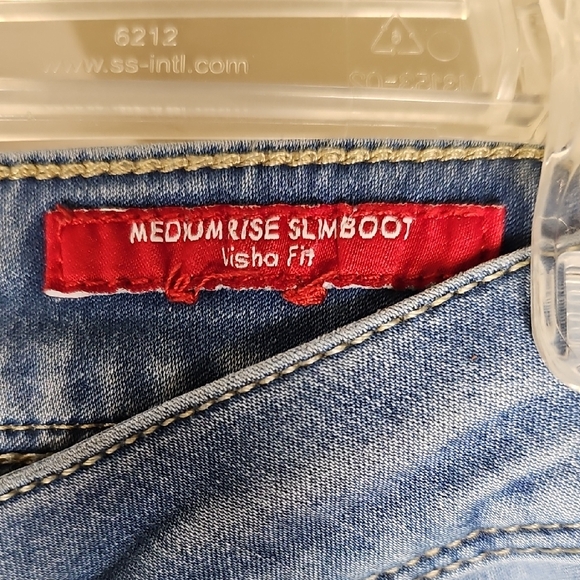 6212
www.ss-intl.com
MEDIUM RISE SLIMBOOT
Visha Fit